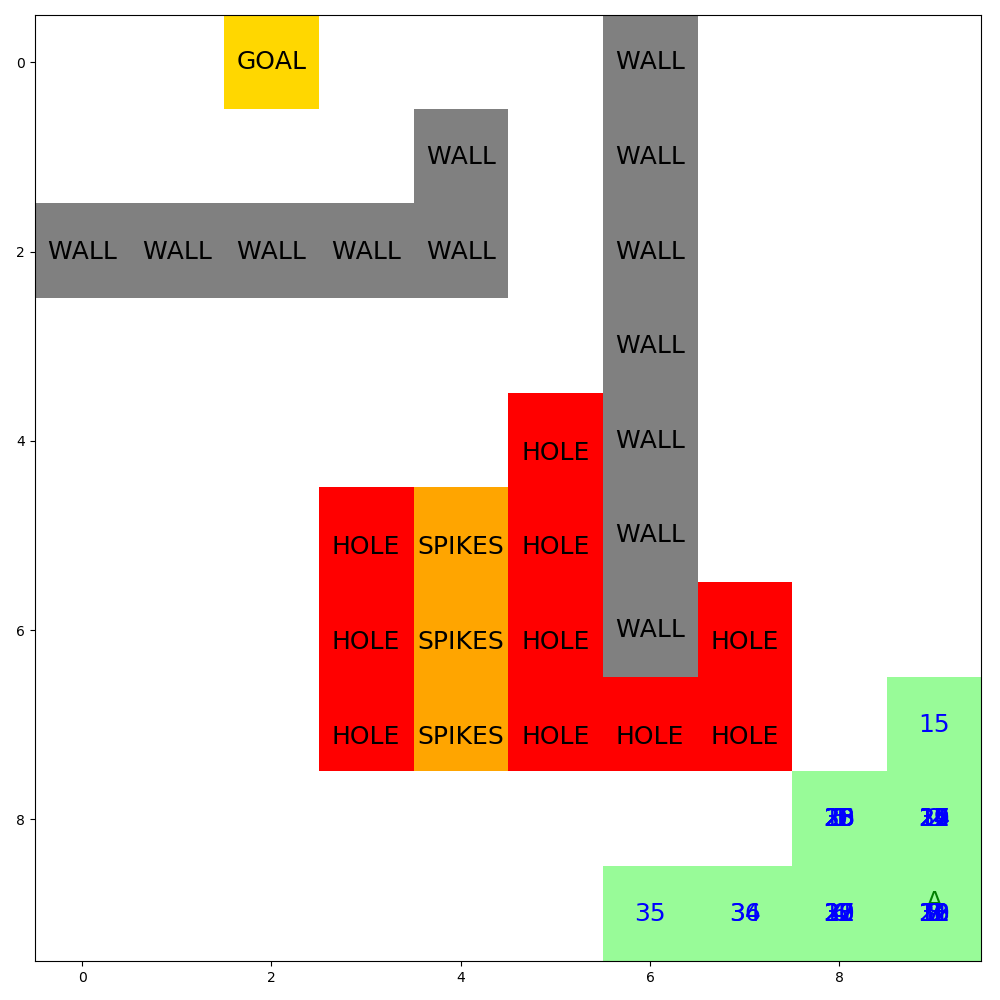 0 GOAL WALL
WALL WALL
2 WALL WALL WALL WALL WALL WALL
WALL
4 HOLE WALL
HOLE SPIKES HOLE WALL
6 HOLE SPIKES HOLE WALL HOLE
HOLE SPIKES HOLE HOLE HOLE
15
8
A
35
0 2 4 6 8